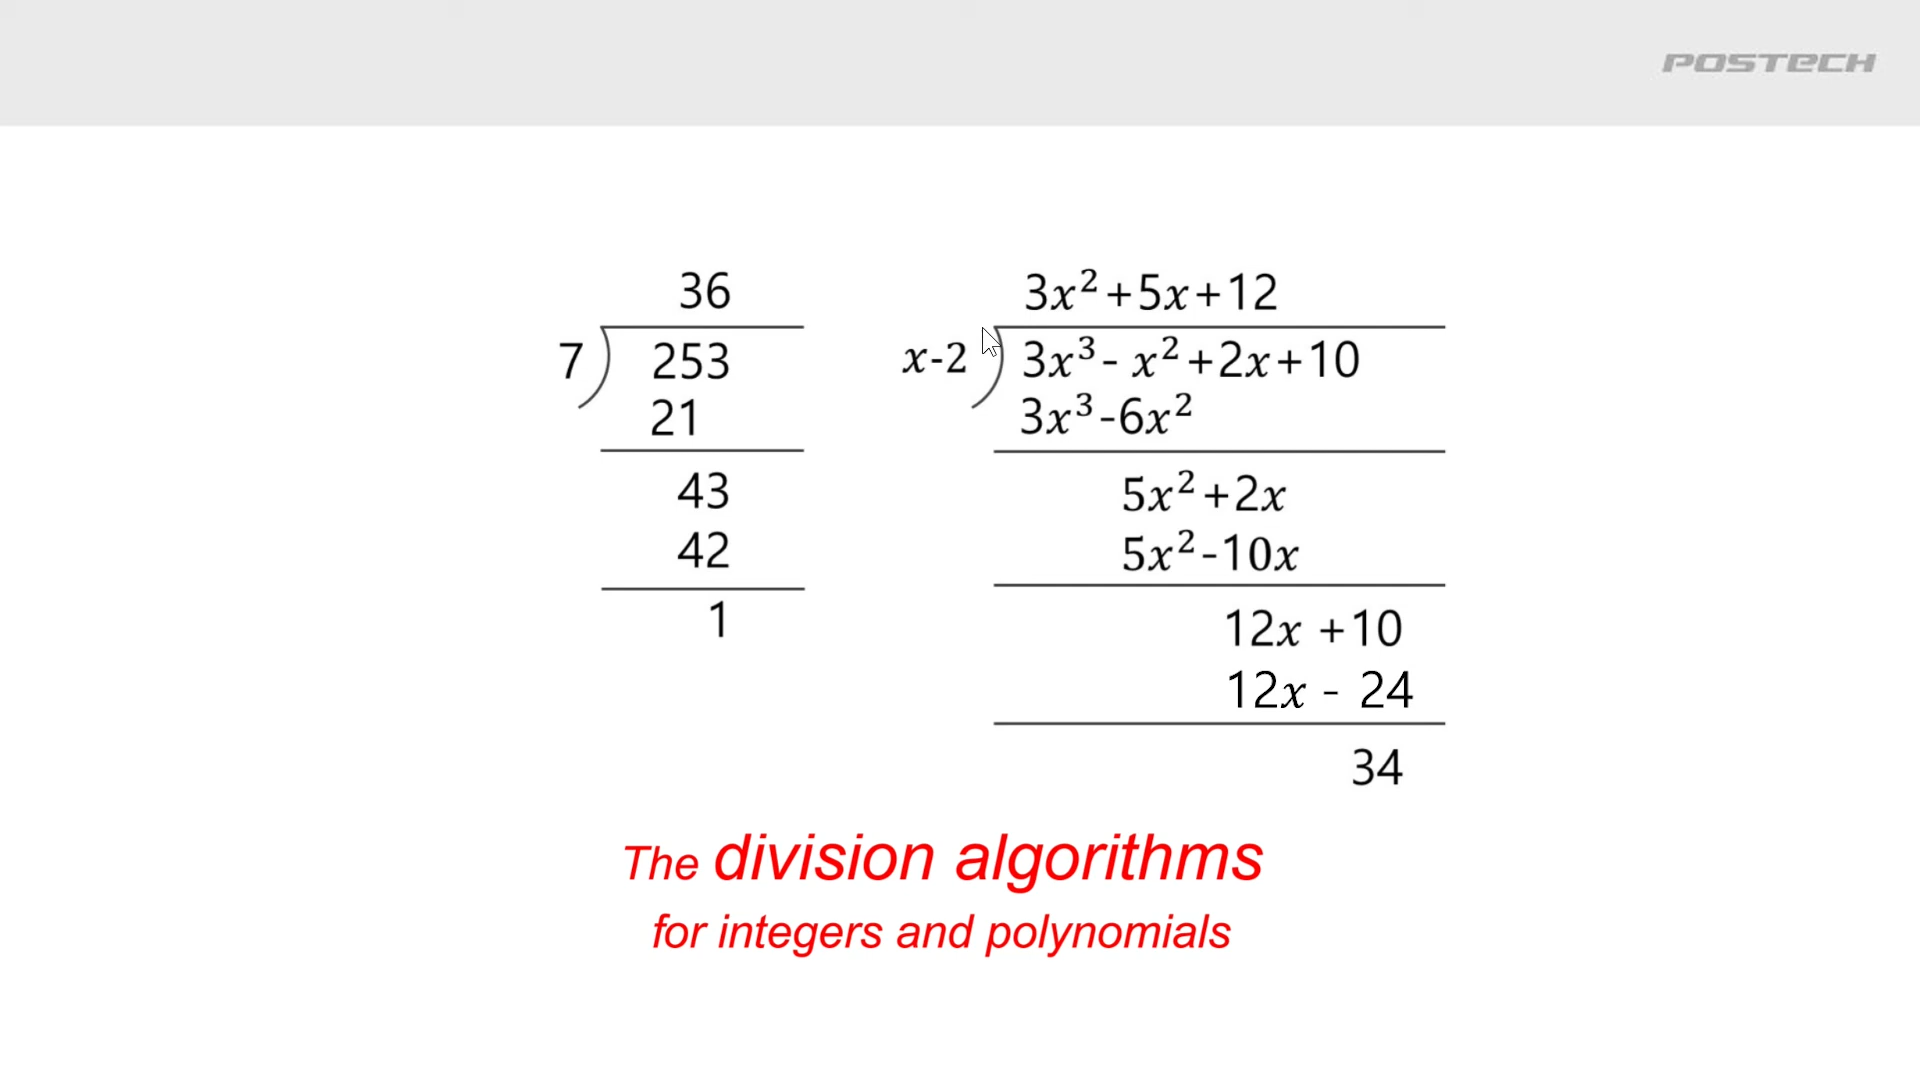 POSTECH
36
7 253
21
43
42
1
3x²+5x+12
x-2 3x³- x²+2x+10
3x³-6x²
5x²+2x
5x²-10x
12x +10
12x - 24
34
The division algorithms
for integers and polynomials